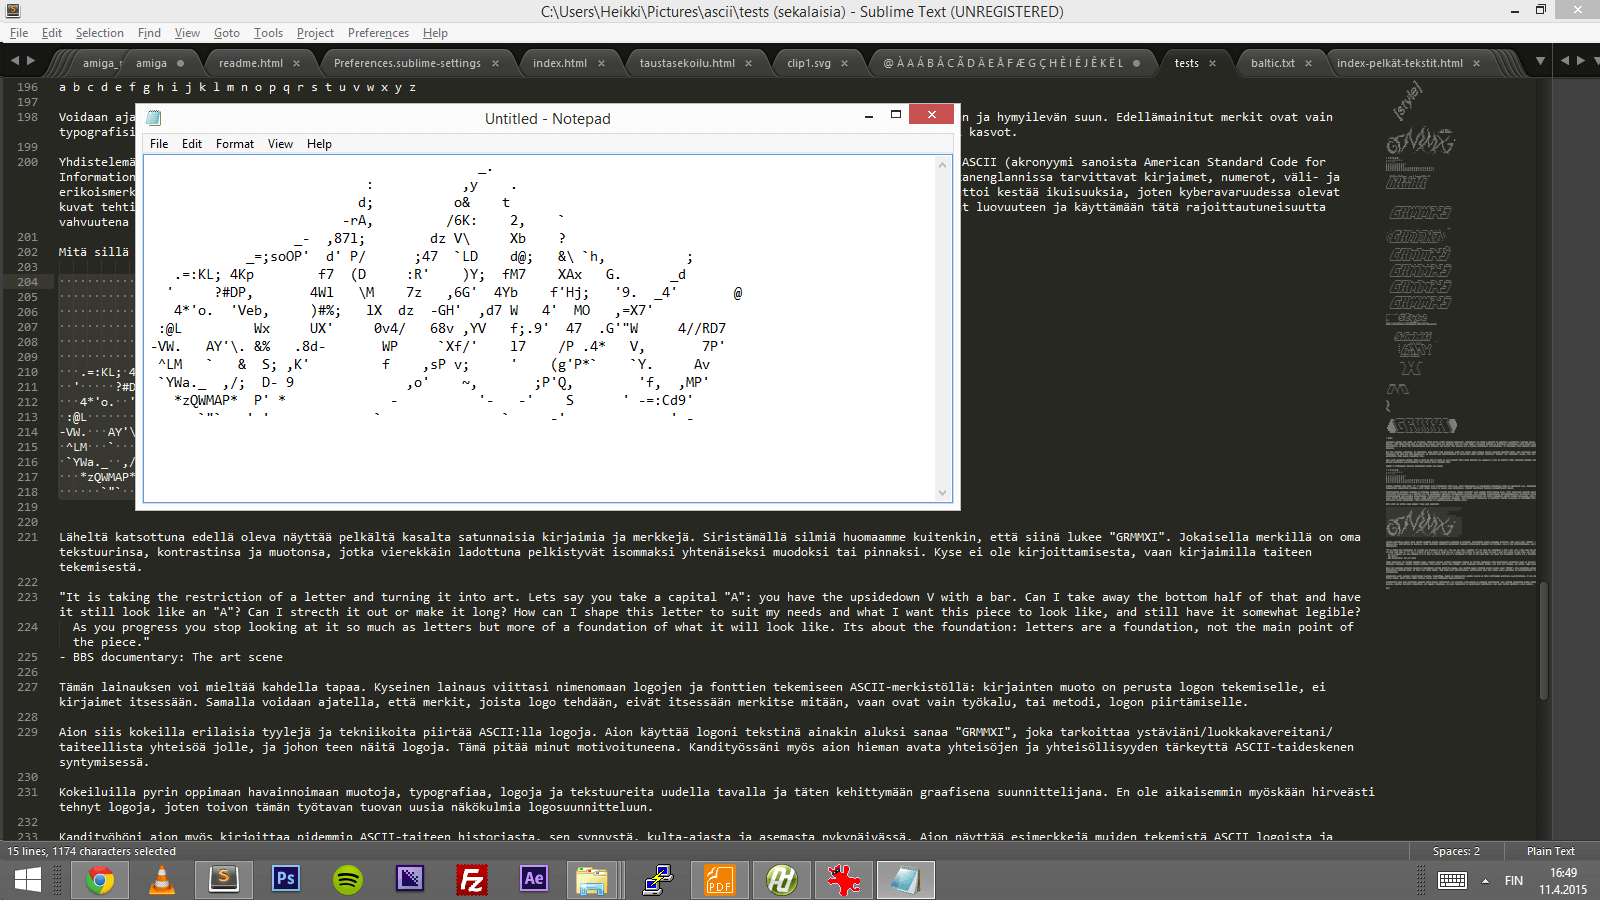 C:\Users\Heikki\Pictures\ascii\tests (sekalaisia) - Sublime Text (UNREGISTERED)
File Edit Selection Find View Goto Tools Project Preferences Help
amiga_ amiga readme.html Preferences.sublime-settings index.html taustasekoilu.html clip1.svg @ À A Á B Â C Ã D Ä E Å F Æ G Ç H È I É J Ê K Ë L tests baltic.txt index-pelkät-tekstit.html
196 a b c d e f g h i j k l m n o p q r s t u v w x y z
197
198 Voidaan aja n ja hymyilevän suun. Edellämainitut merkit ovat vain
typografisi kasvot.
199
200 Yhdistelemä ASCII (akronyymi sanoista American Standard Code for
Information anenglannissa tarvittavat kirjaimet, numerot, väli- ja
erikoismerk ttoi kestää ikuisuuksia, joten kyberavaruudessa olevat
kuvat tehti t luovuuteen ja käyttämään tätä rajoittautuneisuutta
vahvuutena
201
202 Mitä sillä
203
204
205
206
207
208
209
210 .=:KL; 4
211 ' ?#D
212 4*'o. '
213 :@L
214 -VW. AY'\
215 ^LM `
216 `YWa._ ,/
217 *zQWMAP*
218 `"`
219
220
Untitled - Notepad
File Edit Format View Help
_.
: ,y .
d; o& t
-rA, /6K: 2, `
_- ,87l; dz V\ Xb ?
_=;soOP' d' P/ ;47 `LD d@; &\ `h, ;
.=:KL; 4Kp f7 (D :R' )Y; fM7 XAx G. _d
' ?#DP, 4Wl \M 7z ,6G' 4Yb f'Hj; '9. _4' @
4*'o. 'Veb, )#%; lX dz -GH' ,d7 W 4' MO ,=X7'
:@L Wx UX' 0v4/ 68v ,YV f;.9' 47 .G'"W 4//RD7
-VW. AY'\. &% .8d- WP `Xf/' l7 /P .4* V, 7P'
^LM ` & S; ,K' f ,sP v; ' (g'P*` `Y. Av
`YWa._ ,/; D- 9 ,o' ~, ;P'Q, 'f, ,MP'
*zQWMAP* P' * - '- -' S ' -=:Cd9'
`"` ' ' ` ` -' ' -
221 Läheltä katsottuna edellä oleva näyttää pelkältä kasalta satunnaisia kirjaimia ja merkkejä. Siristämällä silmiä huomaamme kuitenkin, että siinä lukee "GRMMXI". Jokaisella merkillä on oma
tekstuurinsa, kontrastinsa ja muotonsa, jotka vierekkäin ladottuna pelkistyvät isommaksi yhtenäiseksi muodoksi tai pinnaksi. Kyse ei ole kirjoittamisesta, vaan kirjaimilla taiteen
tekemisestä.
222
223 "It is taking the restriction of a letter and turning it into art. Lets say you take a capital "A": you have the upsidedown V with a bar. Can I take away the bottom half of that and have
it still look like an "A"? Can I strecth it out or make it long? How can I shape this letter to suit my needs and what I want this piece to look like, and still have it somewhat legible?
224 As you progress you stop looking at it so much as letters but more of a foundation of what it will look like. Its about the foundation: letters are a foundation, not the main point of
the piece."
225 - BBS documentary: The art scene
226
227 Tämän lainauksen voi mieltää kahdella tapaa. Kyseinen lainaus viittasi nimenomaan logojen ja fonttien tekemiseen ASCII-merkistöllä: kirjainten muoto on perusta logon tekemiselle, ei
kirjaimet itsessään. Samalla voidaan ajatella, että merkit, joista logo tehdään, eivät itsessään merkitse mitään, vaan ovat vain työkalu, tai metodi, logon piirtämiselle.
228
229 Aion siis kokeilla erilaisia tyylejä ja tekniikoita piirtää ASCII:lla logoja. Aion käyttää logoni tekstinä ainakin aluksi sanaa "GRMMXI", joka tarkoittaa ystäviäni/luokkakavereitani/
taiteellista yhteisöä jolle, ja johon teen näitä logoja. Tämä pitää minut motivoituneena. Kandityössäni myös aion hieman avata yhteisöjen ja yhteisöllisyyden tärkeyttä ASCII-taideskenen
syntymisessä.
230
231 Kokeiluilla pyrin oppimaan havainnoimaan muotoja, typografiaa, logoja ja tekstuureita uudella tavalla ja täten kehittymään graafisena suunnittelijana. En ole aikaisemmin myöskään hirveästi
tehnyt logoja, joten toivon tämän työtavan tuovan uusia näkökulmia logosuunnitteluun.
232
233 Kandityöhöni aion myös kirjoittaa pidemmin ASCII-taiteen historiasta, sen synnystä, kulta-ajasta ja asemasta nykypäivässä. Aion näyttää esimerkkejä muiden tekemistä ASCII logoista ja
15 lines, 1174 characters selected Spaces: 2 Plain Text
S Ps Fz Ae PDF FIN 16:49
11.4.2015